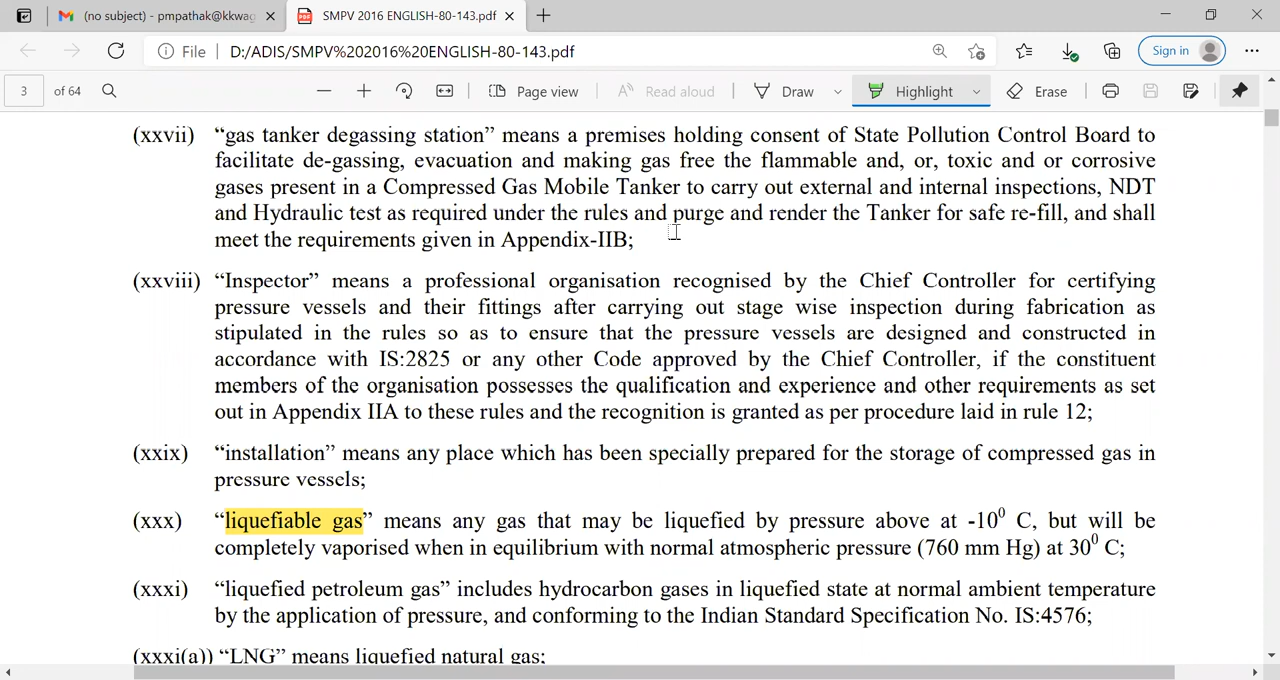 (no subject) - pmpathak@kkwag
SMPV 2016 ENGLISH-80-143.pdf
File
D:/ADIS/SMPV%202016%20ENGLISH-80-143.pdf
Sign in
3 of 64
Page view
Read aloud
Draw
Highlight
Erase
(xxvii) “gas tanker degassing station” means a premises holding consent of State Pollution Control Board to
facilitate de-gassing, evacuation and making gas free the flammable and, or, toxic and or corrosive
gases present in a Compressed Gas Mobile Tanker to carry out external and internal inspections, NDT
and Hydraulic test as required under the rules and purge and render the Tanker for safe re-fill, and shall
meet the requirements given in Appendix-IIB;
(xxviii) “Inspector” means a professional organisation recognised by the Chief Controller for certifying
pressure vessels and their fittings after carrying out stage wise inspection during fabrication as
stipulated in the rules so as to ensure that the pressure vessels are designed and constructed in
accordance with IS:2825 or any other Code approved by the Chief Controller, if the constituent
members of the organisation possesses the qualification and experience and other requirements as set
out in Appendix IIA to these rules and the recognition is granted as per procedure laid in rule 12;
(xxix) “installation” means any place which has been specially prepared for the storage of compressed gas in
pressure vessels;
(xxx) “liquefiable gas” means any gas that may be liquefied by pressure above at -10⁰ C, but will be
completely vaporised when in equilibrium with normal atmospheric pressure (760 mm Hg) at 30⁰ C;
(xxxi) “liquefied petroleum gas” includes hydrocarbon gases in liquefied state at normal ambient temperature
by the application of pressure, and conforming to the Indian Standard Specification No. IS:4576;
(xxxi(a)) “LNG” means liquefied natural gas;